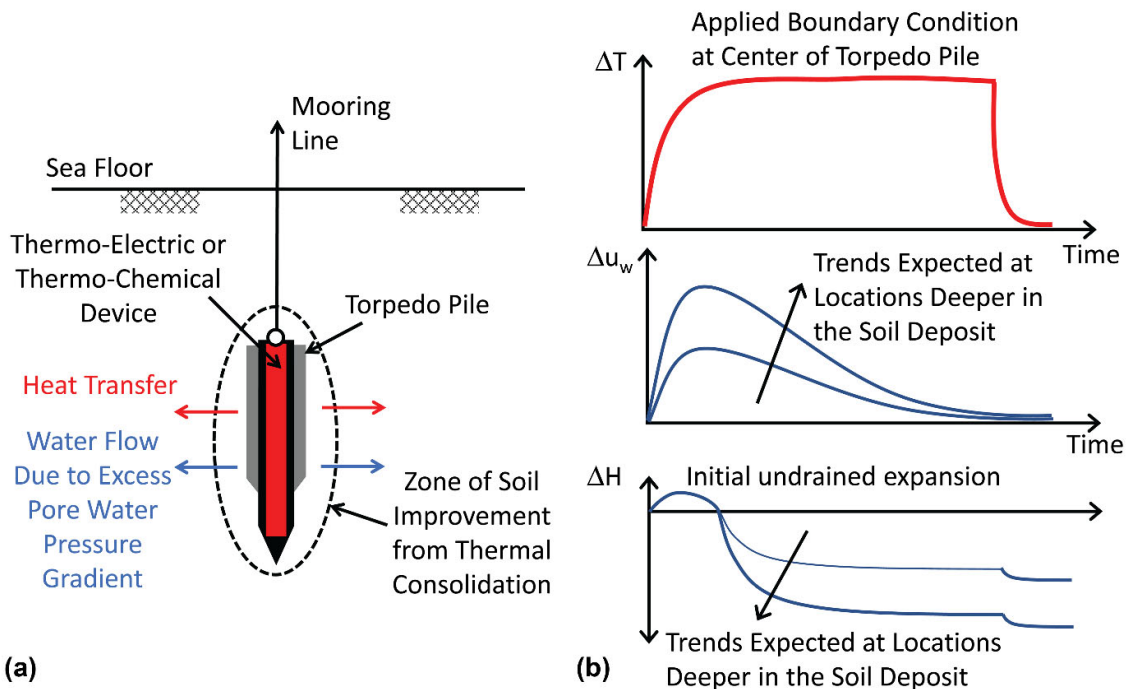 Mooring
Line
Sea Floor
Thermo-Electric or
Thermo-Chemical
Device
Torpedo Pile
Heat Transfer
Water Flow
Due to Excess
Pore Water
Pressure
Gradient
Zone of Soil
Improvement
from Thermal
Consolidation
(a)
Applied Boundary Condition
at Center of Torpedo Pile
ΔT
Time
Δu_w
Trends Expected at
Locations Deeper in
the Soil Deposit
Time
ΔH
Initial undrained expansion
Trends Expected at Locations
Deeper in the Soil Deposit
(b)